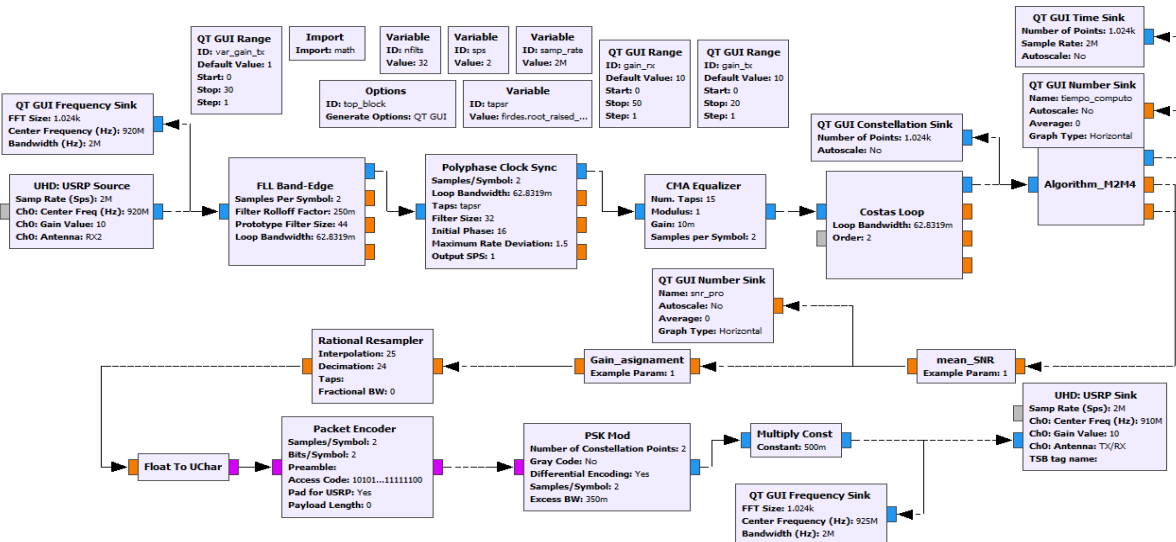 QT GUI Range
ID: var_gain_tx
Default Value: 1
Start: 0
Stop: 30
Step: 1
Import
Import: math
Variable
ID: nfilts
Value: 32
Variable
ID: sps
Value: 2
Variable
ID: samp_rate
Value: 2M
QT GUI Range
ID: gain_rx
Default Value: 10
Start: 0
Stop: 50
Step: 1
QT GUI Range
ID: gain_tx
Default Value: 10
Start: 0
Stop: 20
Step: 1
QT GUI Time Sink
Number of Points: 1.024k
Sample Rate: 2M
Autoscale: No
Options
ID: top_block
Generate Options: QT GUI
Variable
ID: tapsr
Value: firdes.root_raised_...
QT GUI Number Sink
Name: tiempo_computo
Autoscale: No
Average: 0
Graph Type: Horizontal
QT GUI Frequency Sink
FFT Size: 1.024k
Center Frequency (Hz): 920M
Bandwidth (Hz): 2M
QT GUI Constellation Sink
Number of Points: 1.024k
Autoscale: No
UHD: USRP Source
Samp Rate (Sps): 2M
Ch0: Center Freq (Hz): 920M
Ch0: Gain Value: 10
Ch0: Antenna: RX2
FLL Band-Edge
Samples Per Symbol: 2
Filter Rolloff Factor: 250m
Prototype Filter Size: 44
Loop Bandwidth: 62.8319m
Polyphase Clock Sync
Samples/Symbol: 2
Loop Bandwidth: 62.8319m
Taps: tapsr
Filter Size: 32
Initial Phase: 16
Maximum Rate Deviation: 1.5
Output SPS: 1
CMA Equalizer
Num. Taps: 15
Modulus: 1
Gain: 10m
Samples per Symbol: 2
Costas Loop
Loop Bandwidth: 62.8319m
Order: 2
Algorithm_M2M4
QT GUI Number Sink
Name: snr_pro
Autoscale: No
Average: 0
Graph Type: Horizontal
Rational Resampler
Interpolation: 25
Decimation: 24
Taps:
Fractional BW: 0
Gain_asignament
Example Param: 1
mean_SNR
Example Param: 1
UHD: USRP Sink
Samp Rate (Sps): 2M
Ch0: Center Freq (Hz): 910M
Ch0: Gain Value: 10
Ch0: Antenna: TX/RX
TSB tag name:
Float To UChar
Packet Encoder
Samples/Symbol: 2
Bits/Symbol: 2
Preamble:
Access Code: 10101...11111100
Pad for USRP: Yes
Payload Length: 0
PSK Mod
Number of Constellation Points: 2
Gray Code: No
Differential Encoding: Yes
Samples/Symbol: 2
Excess BW: 350m
Multiply Const
Constant: 500m
QT GUI Frequency Sink
FFT Size: 1.024k
Center Frequency (Hz): 925M
Bandwidth (Hz): 2M